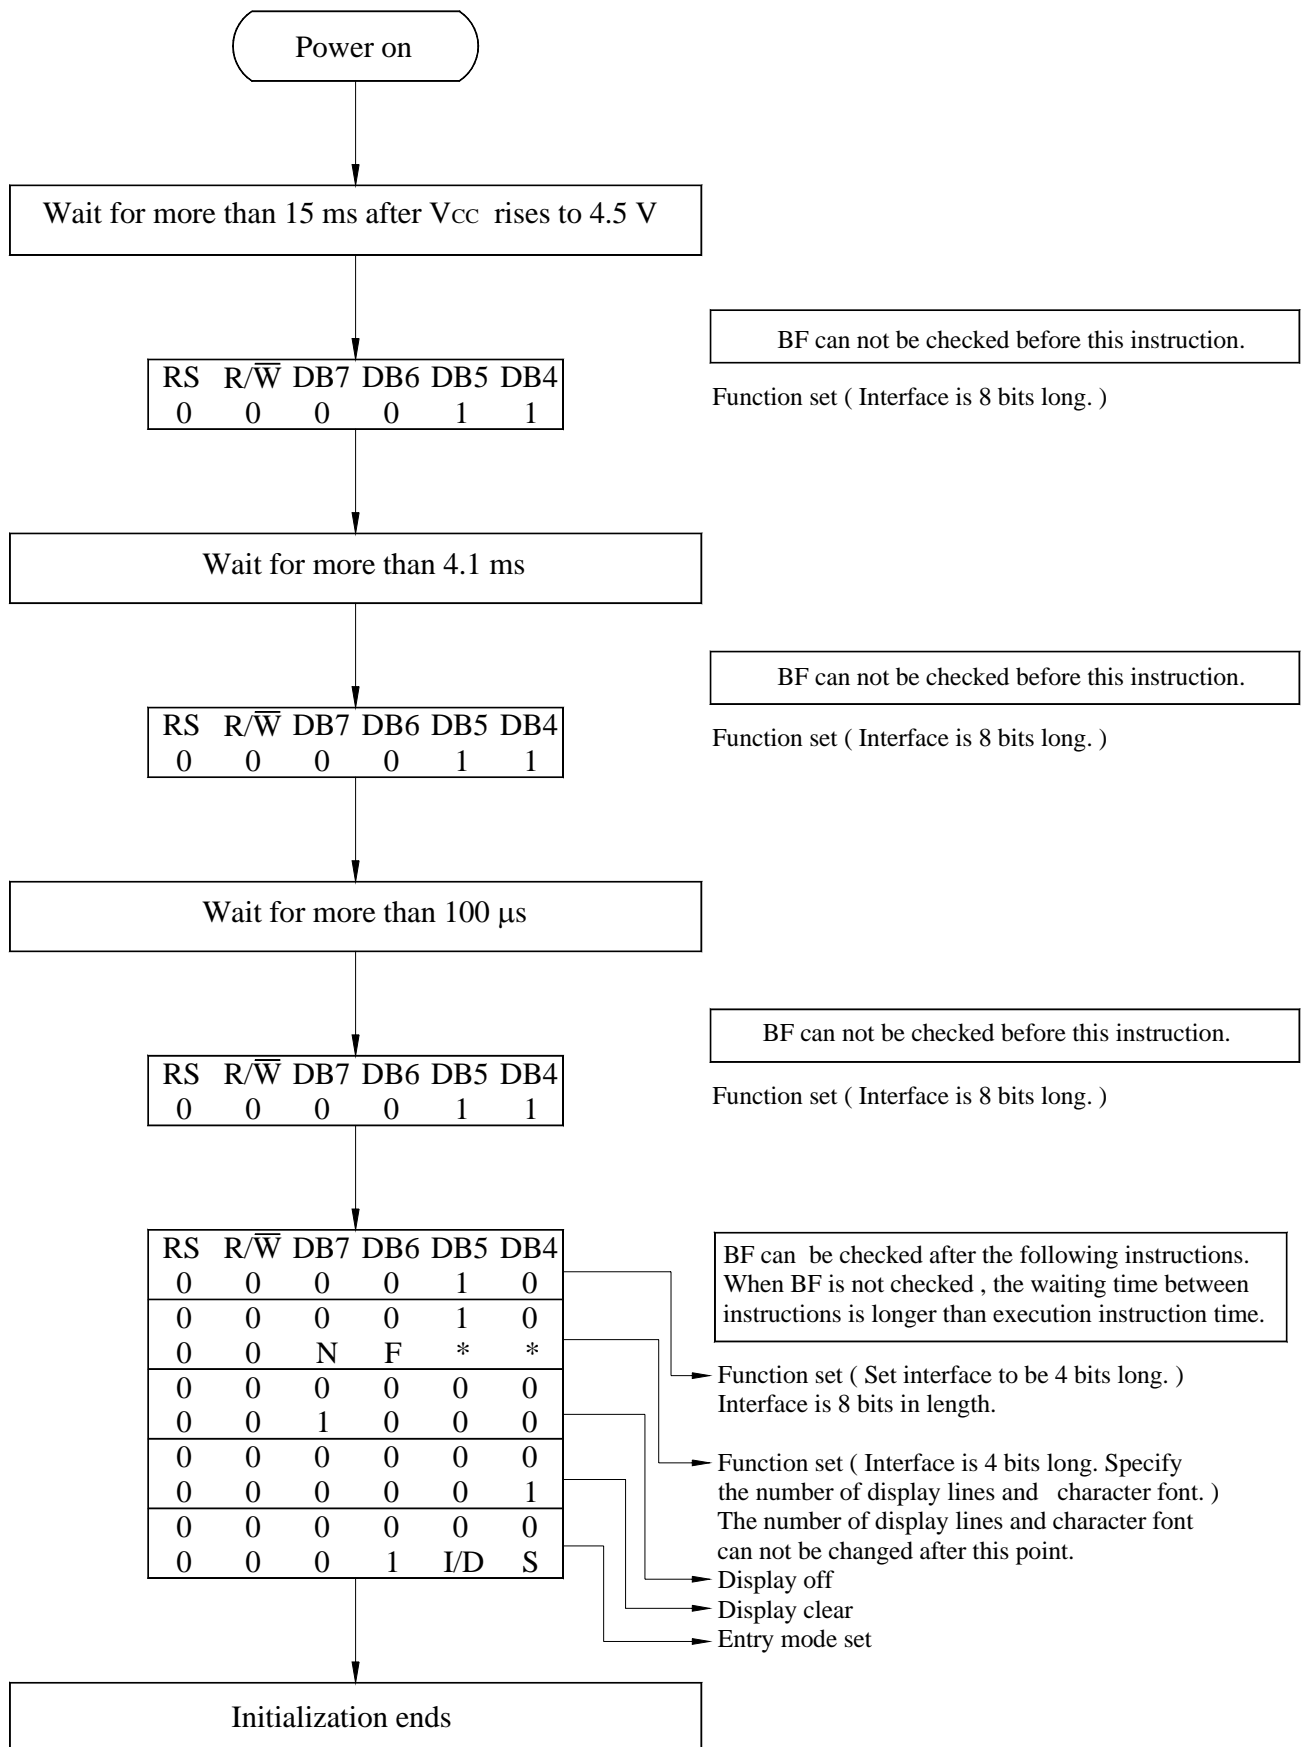 Power on
Wait for more than 15 ms after VCC rises to 4.5 V
BF can not be checked before this instruction.
RS R/W̅ DB7 DB6 DB5 DB4
0 0 0 0 1 1
Function set ( Interface is 8 bits long. )
Wait for more than 4.1 ms
BF can not be checked before this instruction.
RS R/W̅ DB7 DB6 DB5 DB4
0 0 0 0 1 1
Function set ( Interface is 8 bits long. )
Wait for more than 100 μs
BF can not be checked before this instruction.
RS R/W̅ DB7 DB6 DB5 DB4
0 0 0 0 1 1
Function set ( Interface is 8 bits long. )
RS R/W̅ DB7 DB6 DB5 DB4
0 0 0 0 1 0
0 0 0 0 1 0
0 0 N F * *
0 0 0 0 0 0
0 0 1 0 0 0
0 0 0 0 0 0
0 0 0 0 0 1
0 0 0 0 0 0
0 0 0 1 I/D S
BF can be checked after the following instructions.
When BF is not checked , the waiting time between
instructions is longer than execution instruction time.
Function set ( Set interface to be 4 bits long. )
Interface is 8 bits in length.
Function set ( Interface is 4 bits long. Specify
the number of display lines and character font. )
The number of display lines and character font
can not be changed after this point.
Display off
Display clear
Entry mode set
Initialization ends